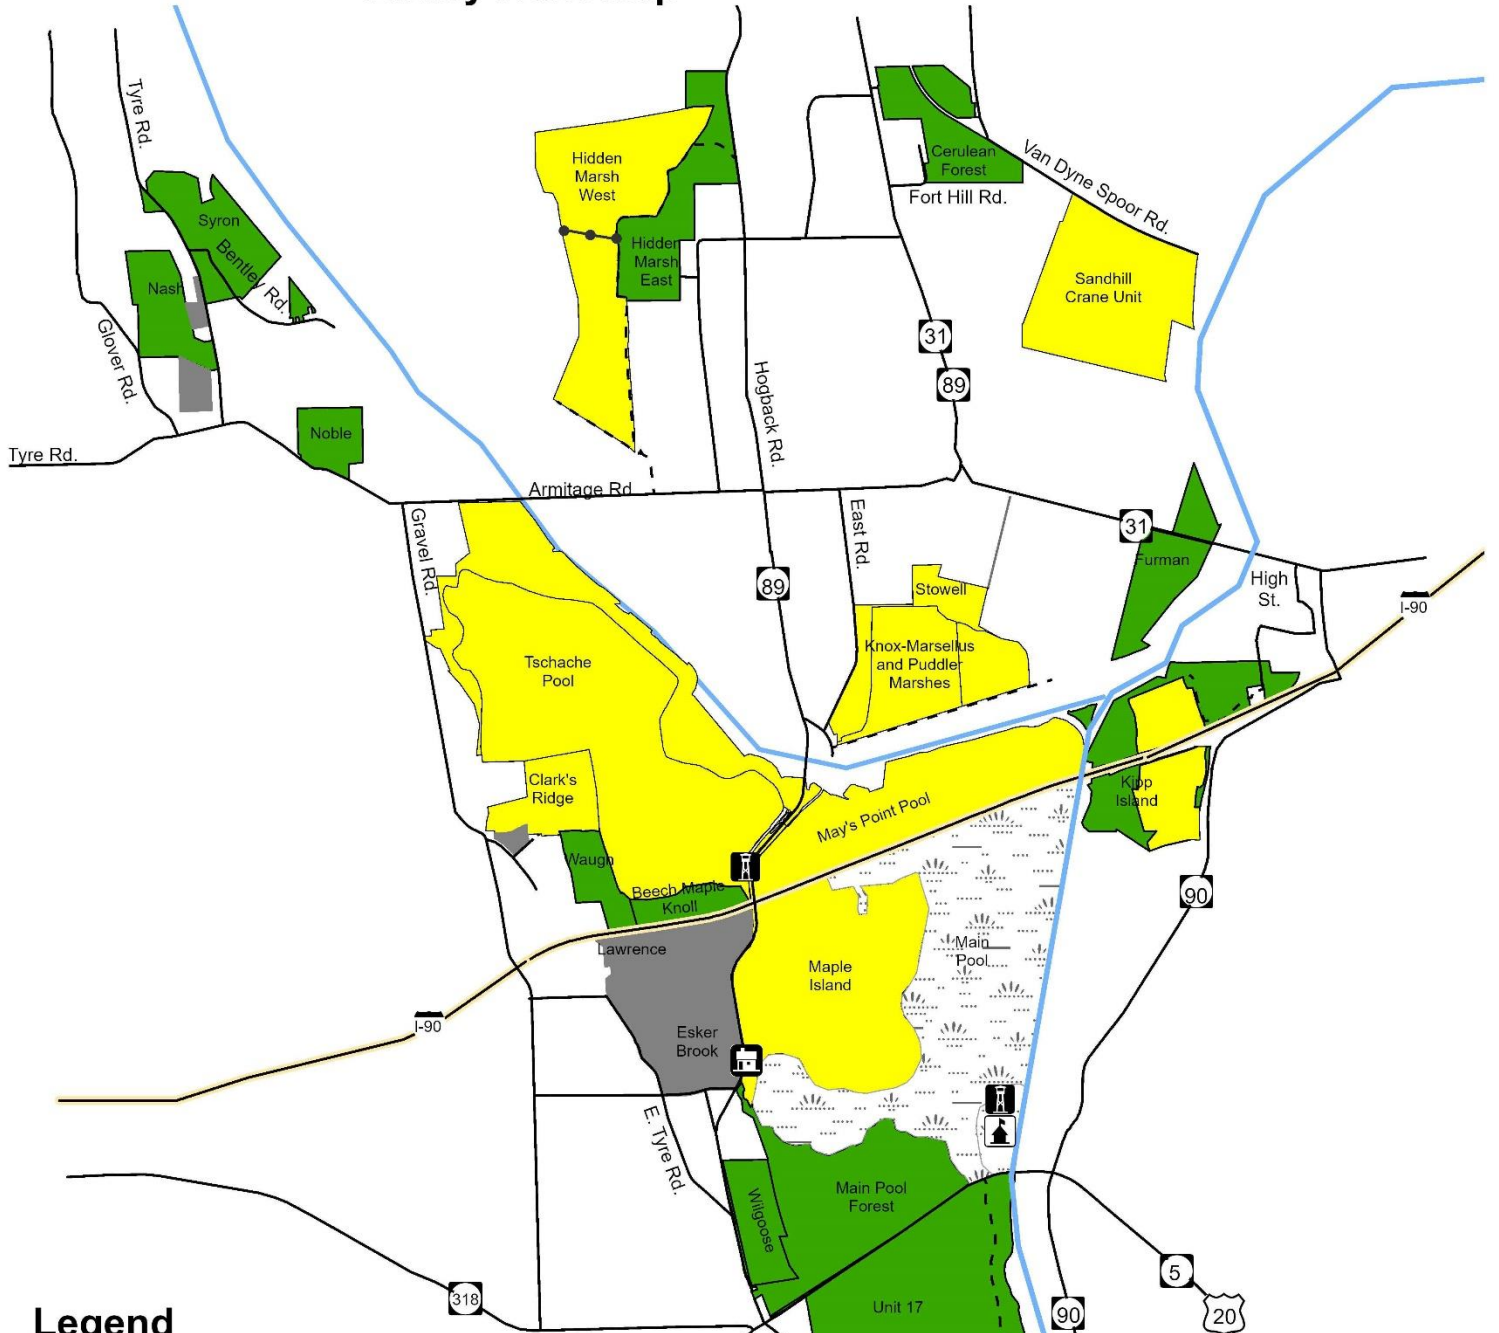 Tyre Rd.
Syron
Bentley Rd.
Nash
Glover Rd.
Noble
Tyre Rd.
Hidden
Marsh
West
Hidden
Marsh
East
Cerulean
Forest
Fort Hill Rd.
Van Dyne Spoor Rd.
Sandhill
Crane Unit
31
89
Hogback Rd.
Armitage Rd
Gravel Rd.
East Rd.
89
31
Furman
High
St.
I-90
Stowell
Knox-Marsellus
and Puddler
Marshes
Tschache
Pool
Clark's
Ridge
May's Point Pool
Kipp
Island
Waugh
Beech Maple
Knoll
90
Lawrence
Maple
Island
Main
Pool
I-90
Esker
Brook
E. Tyre Rd.
Wilgoose
Main Pool
Forest
Unit 17
5
318
90
20
Legend